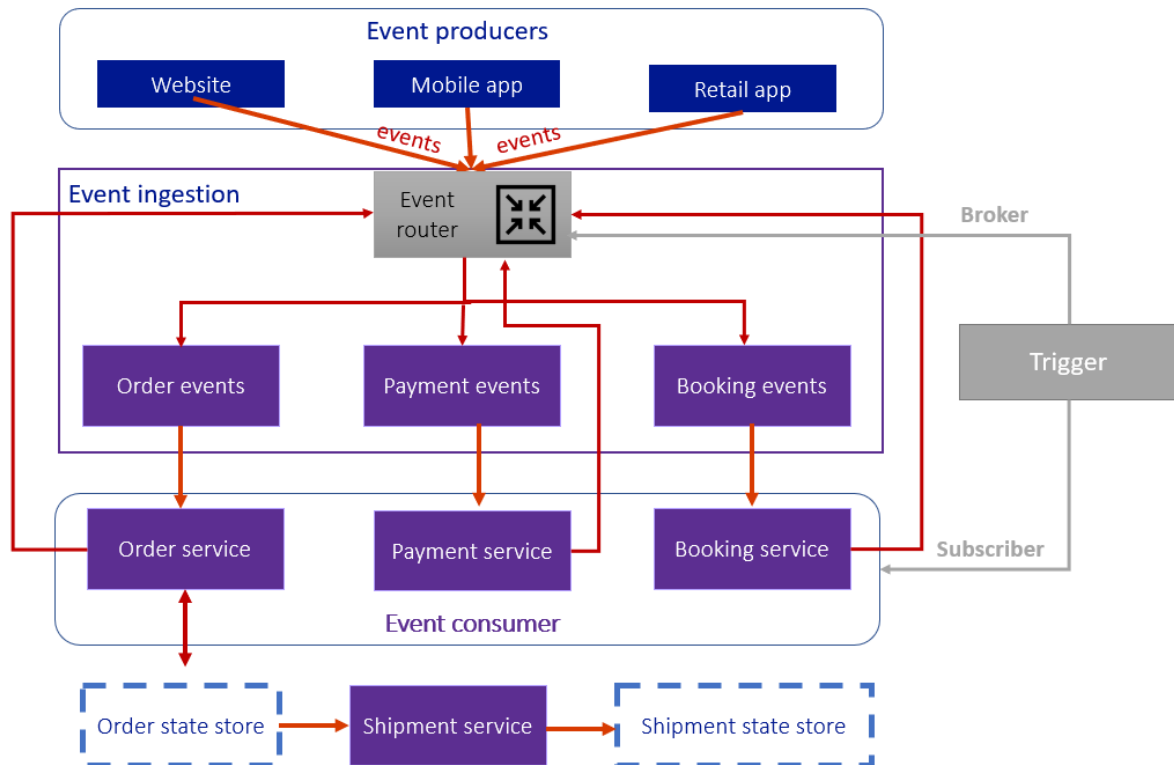 Event producers
Website
Mobile app
Retail app
events
events
Event ingestion
Event
router
Broker
Trigger
Order events
Payment events
Booking events
Order service
Payment service
Booking service
Subscriber
Event consumer
Order state store
Shipment service
Shipment state store